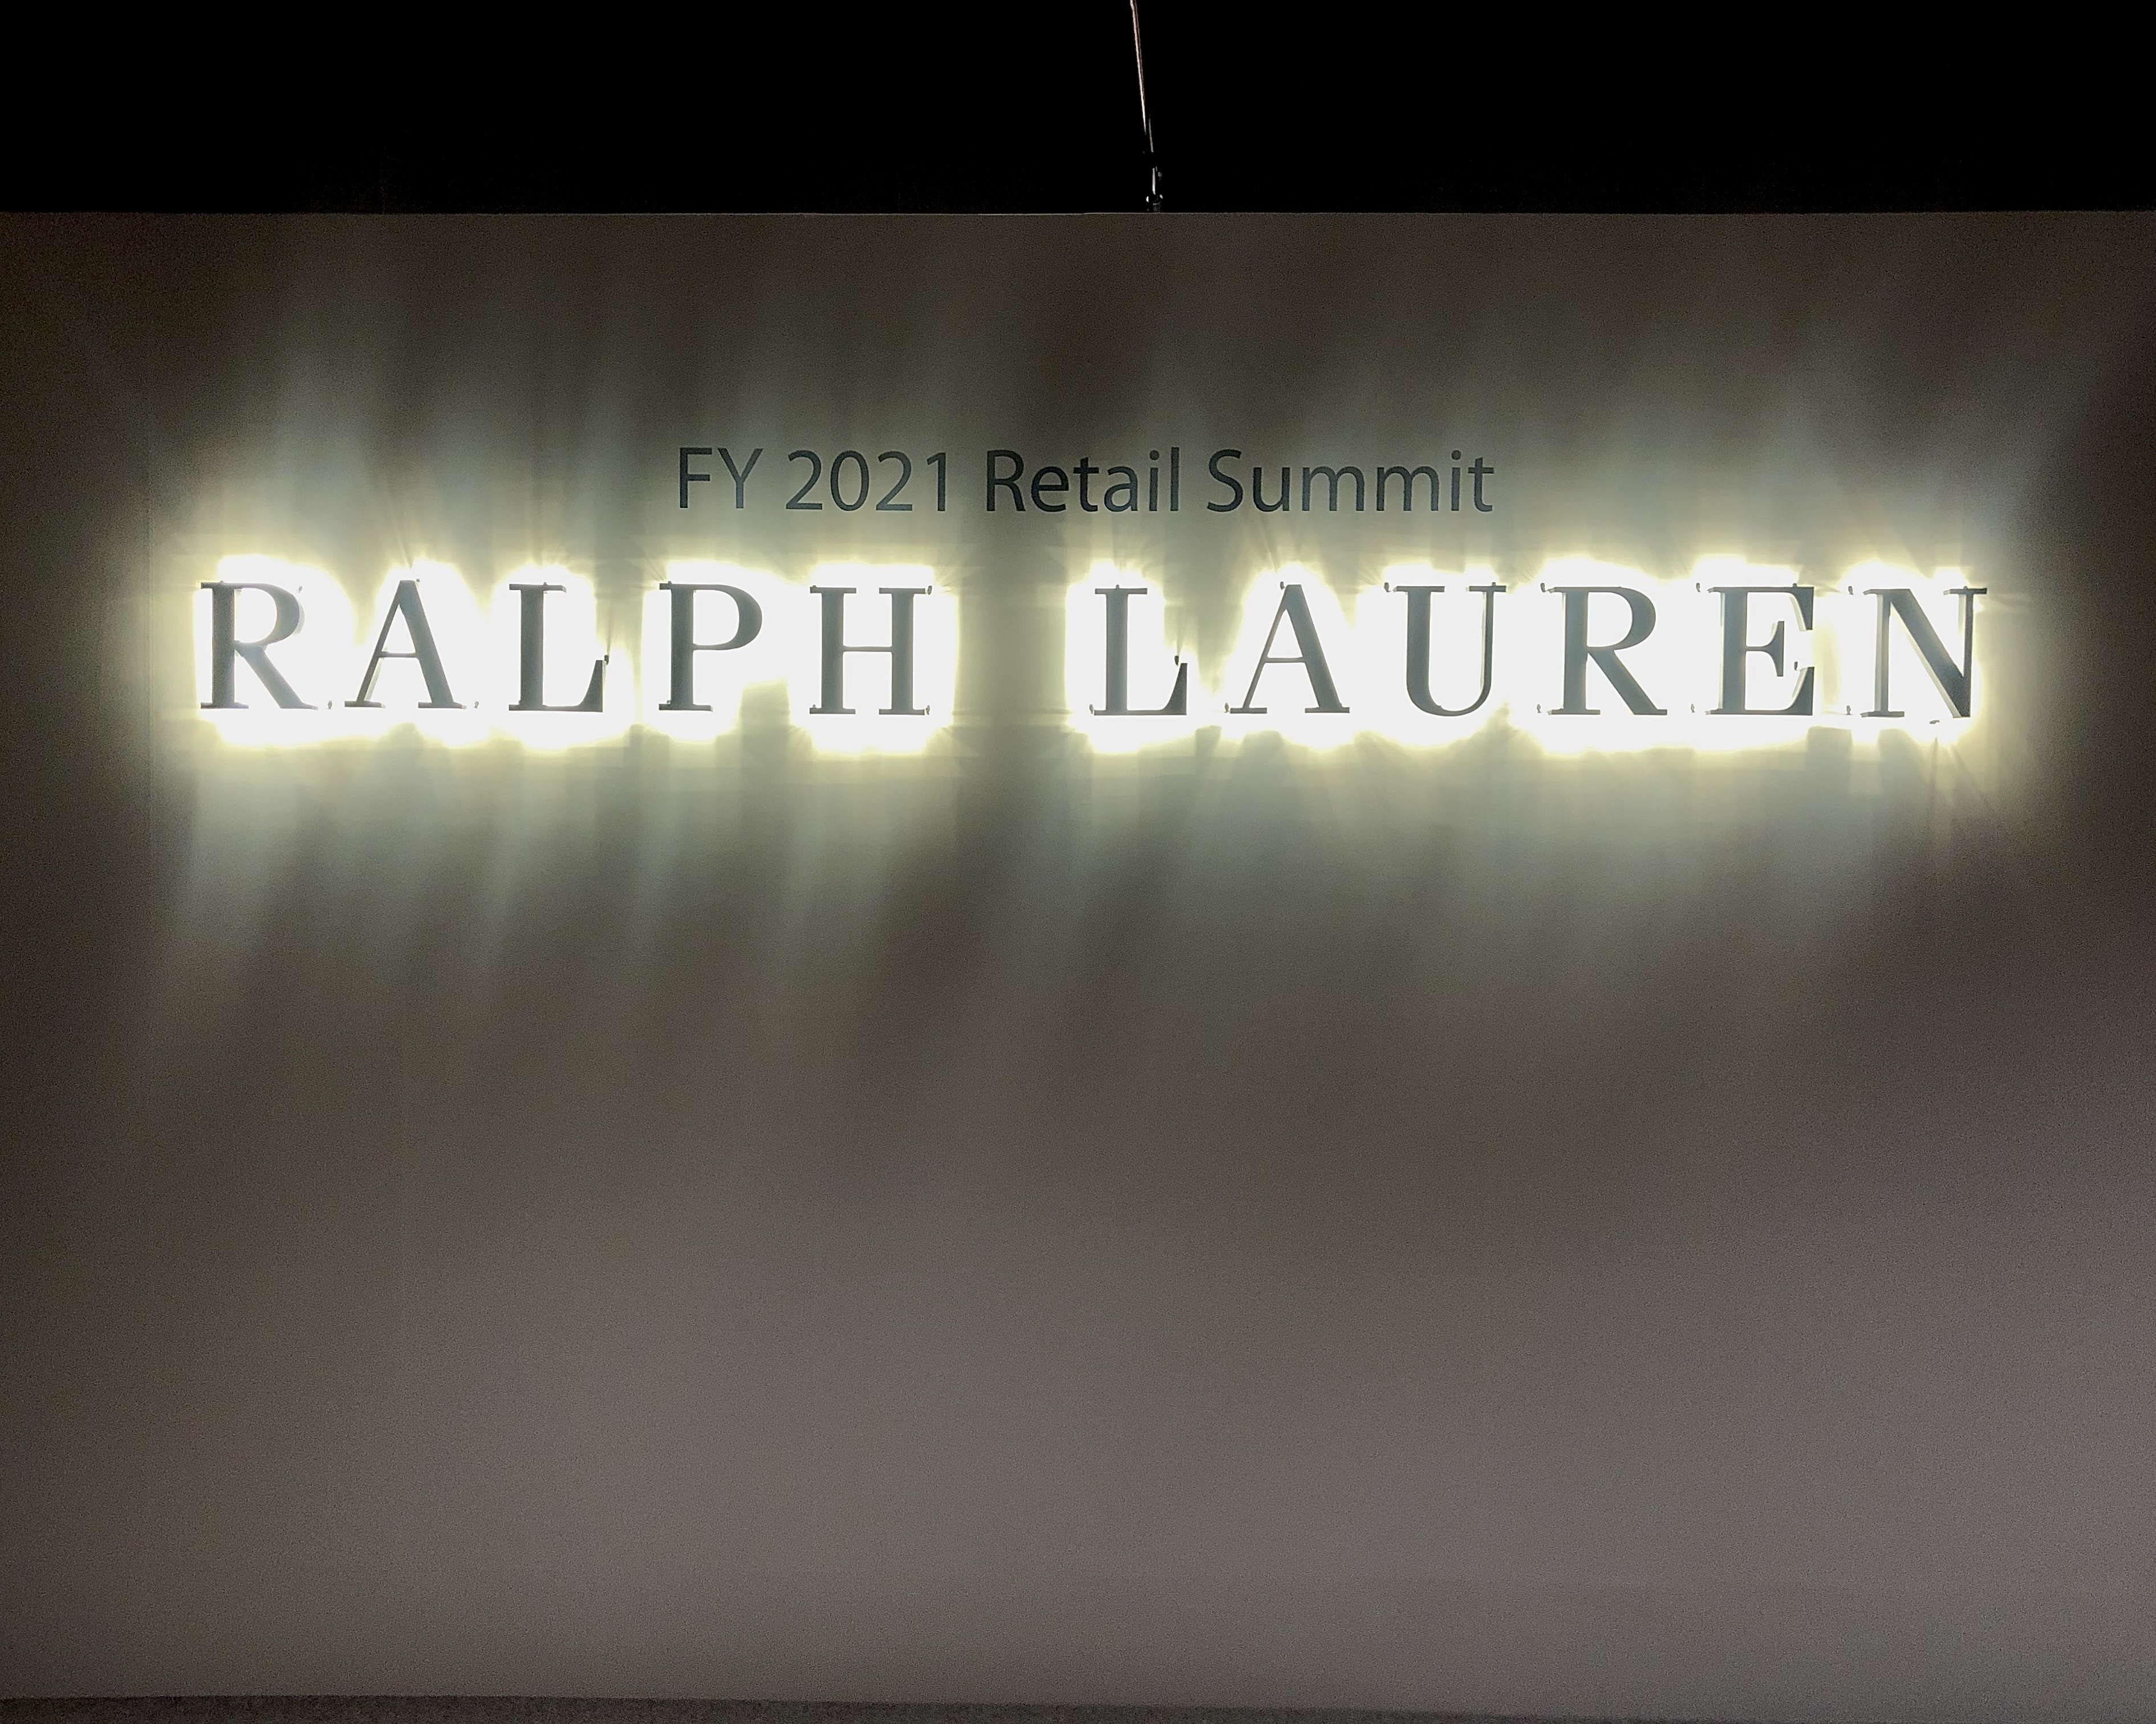 FY 2021 Retail Summit
RALPH LAUREN